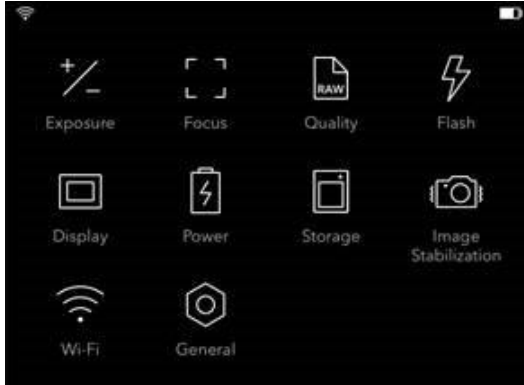 Exposure
Focus
RAW
Quality
Flash
Display
Power
Storage
Image
Stabilization
Wi-Fi
General